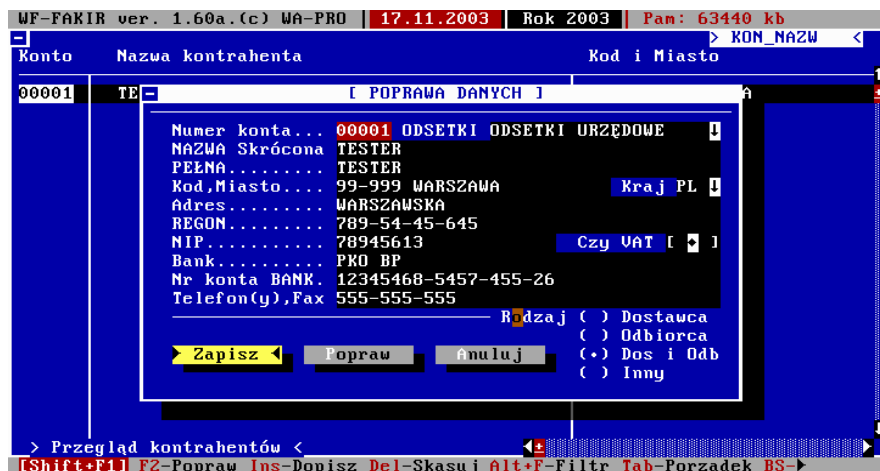 WF-FAKIR ver. 1.60a.(c) WA-PRO 17.11.2003 Rok 2003 Pam: 63440 kb
> KON_NAZW <
Konto Nazwa kontrahenta Kod i Miasto
00001 TE A
[ POPRAWA DANYCH ]
Numer konta... 00001 ODSETKI ODSETKI URZĘDOWE
NAZWA Skrócona TESTER
PEŁNA......... TESTER
Kod,Miasto.... 99-999 WARSZAWA Kraj PL
Adres......... WARSZAWSKA
REGON......... 789-54-45-645
NIP........... 78945613 Czy VAT [ ♦ ]
Bank.......... PKO BP
Nr konta BANK. 12345468-5457-455-26
Telefon(y),Fax 555-555-555
Rodzaj ( ) Dostawca
( ) Odbiorca
Zapisz Popraw Anuluj (•) Dos i Odb
( ) Inny
> Przegląd kontrahentów <
[Shift+F1] F2-Popraw Ins-Dopisz Del-Skasuj Alt+F-Filtr Tab-Porządek BS-